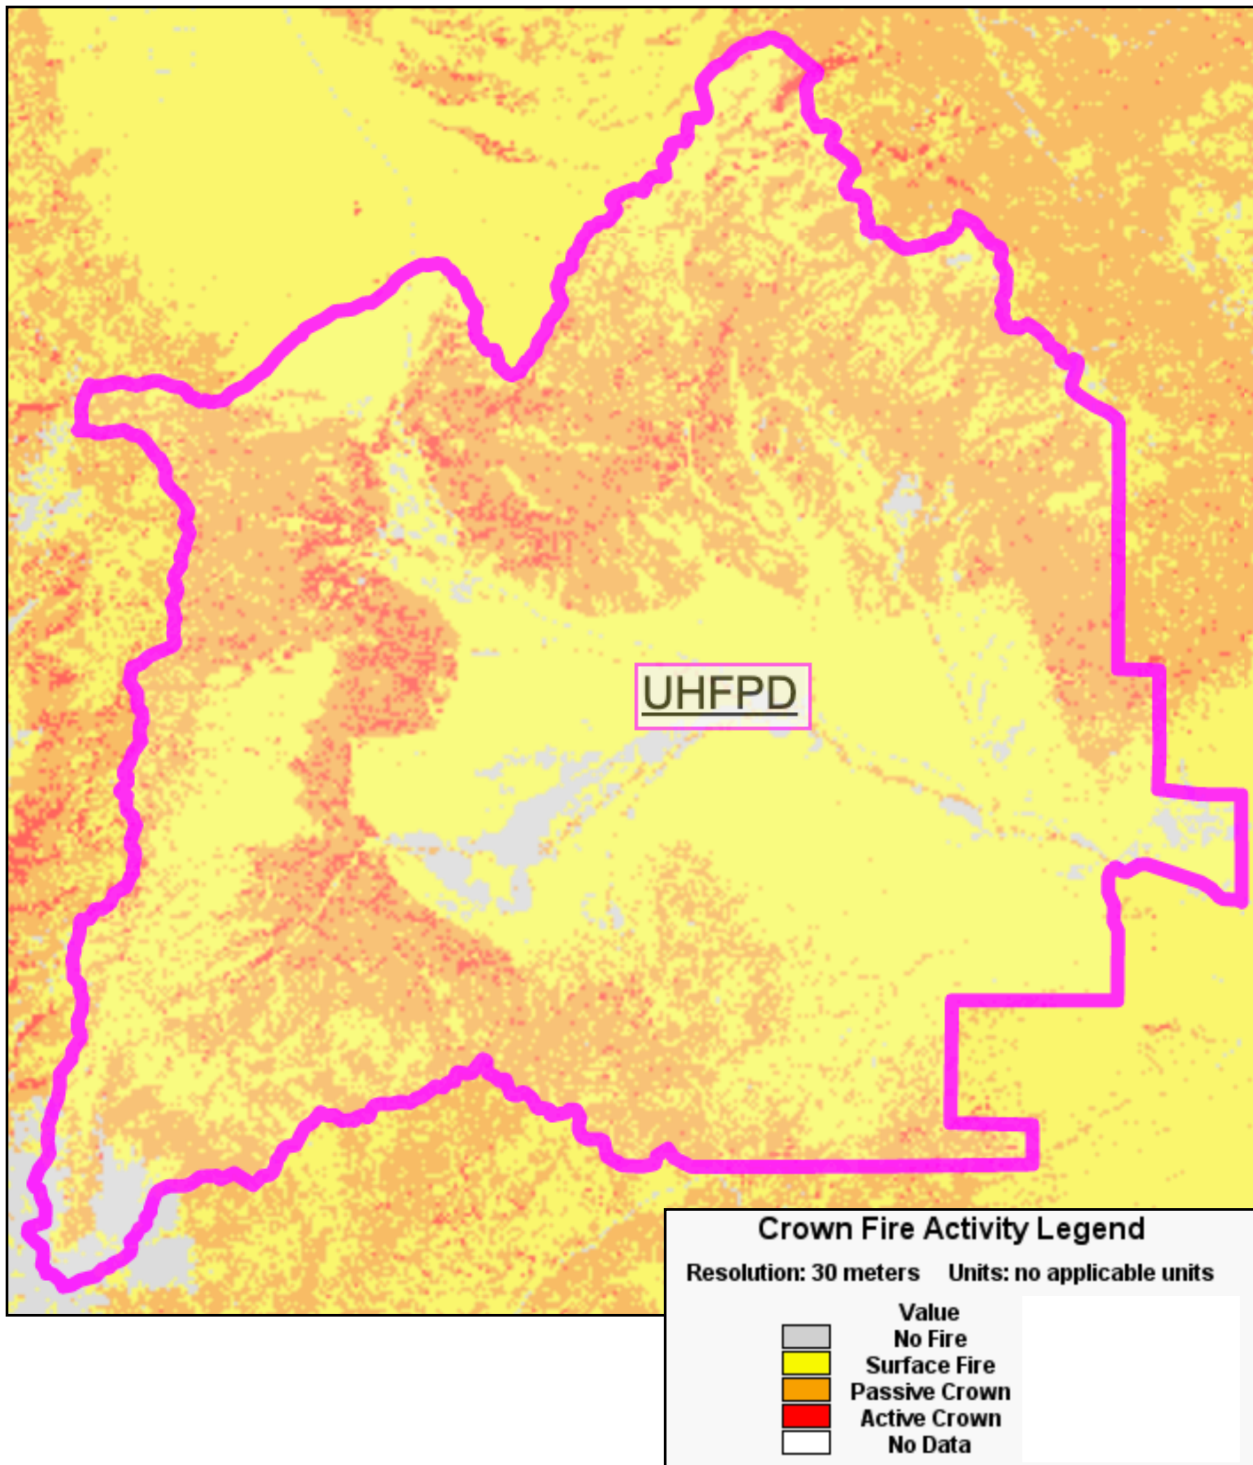 UHFPD
Crown Fire Activity Legend
Resolution: 30 meters Units: no applicable units
Value
No Fire
Surface Fire
Passive Crown
Active Crown
No Data